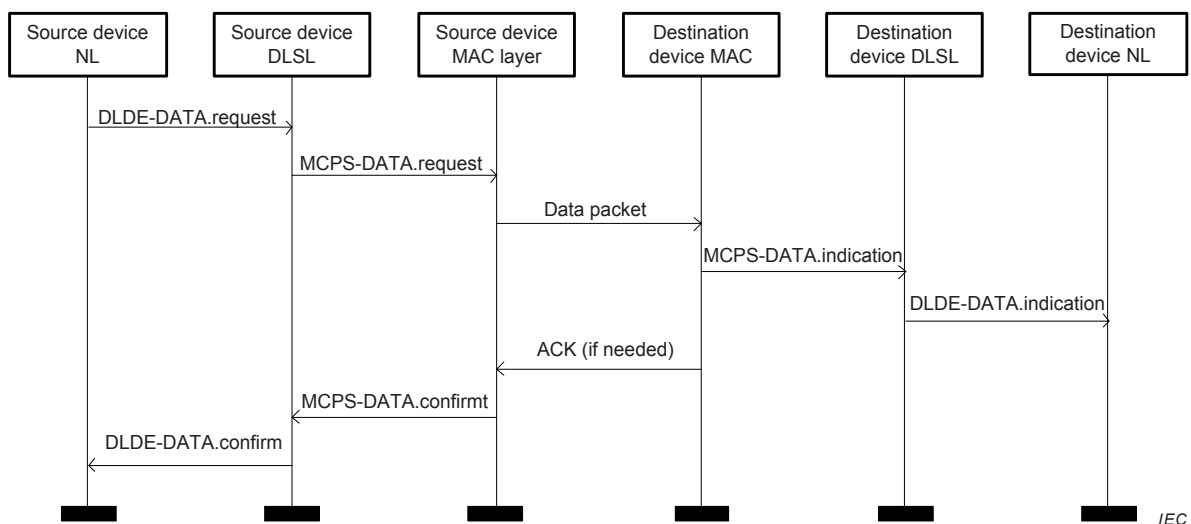 Source device
NL
Source device
DLSL
Source device
MAC layer
Destination
device MAC
Destination
device DLSL
Destination
device NL
DLDE-DATA.request
MCPS-DATA.request
Data packet
MCPS-DATA.indication
DLDE-DATA.indication
ACK (if needed)
MCPS-DATA.confirmt
DLDE-DATA.confirm
IEC